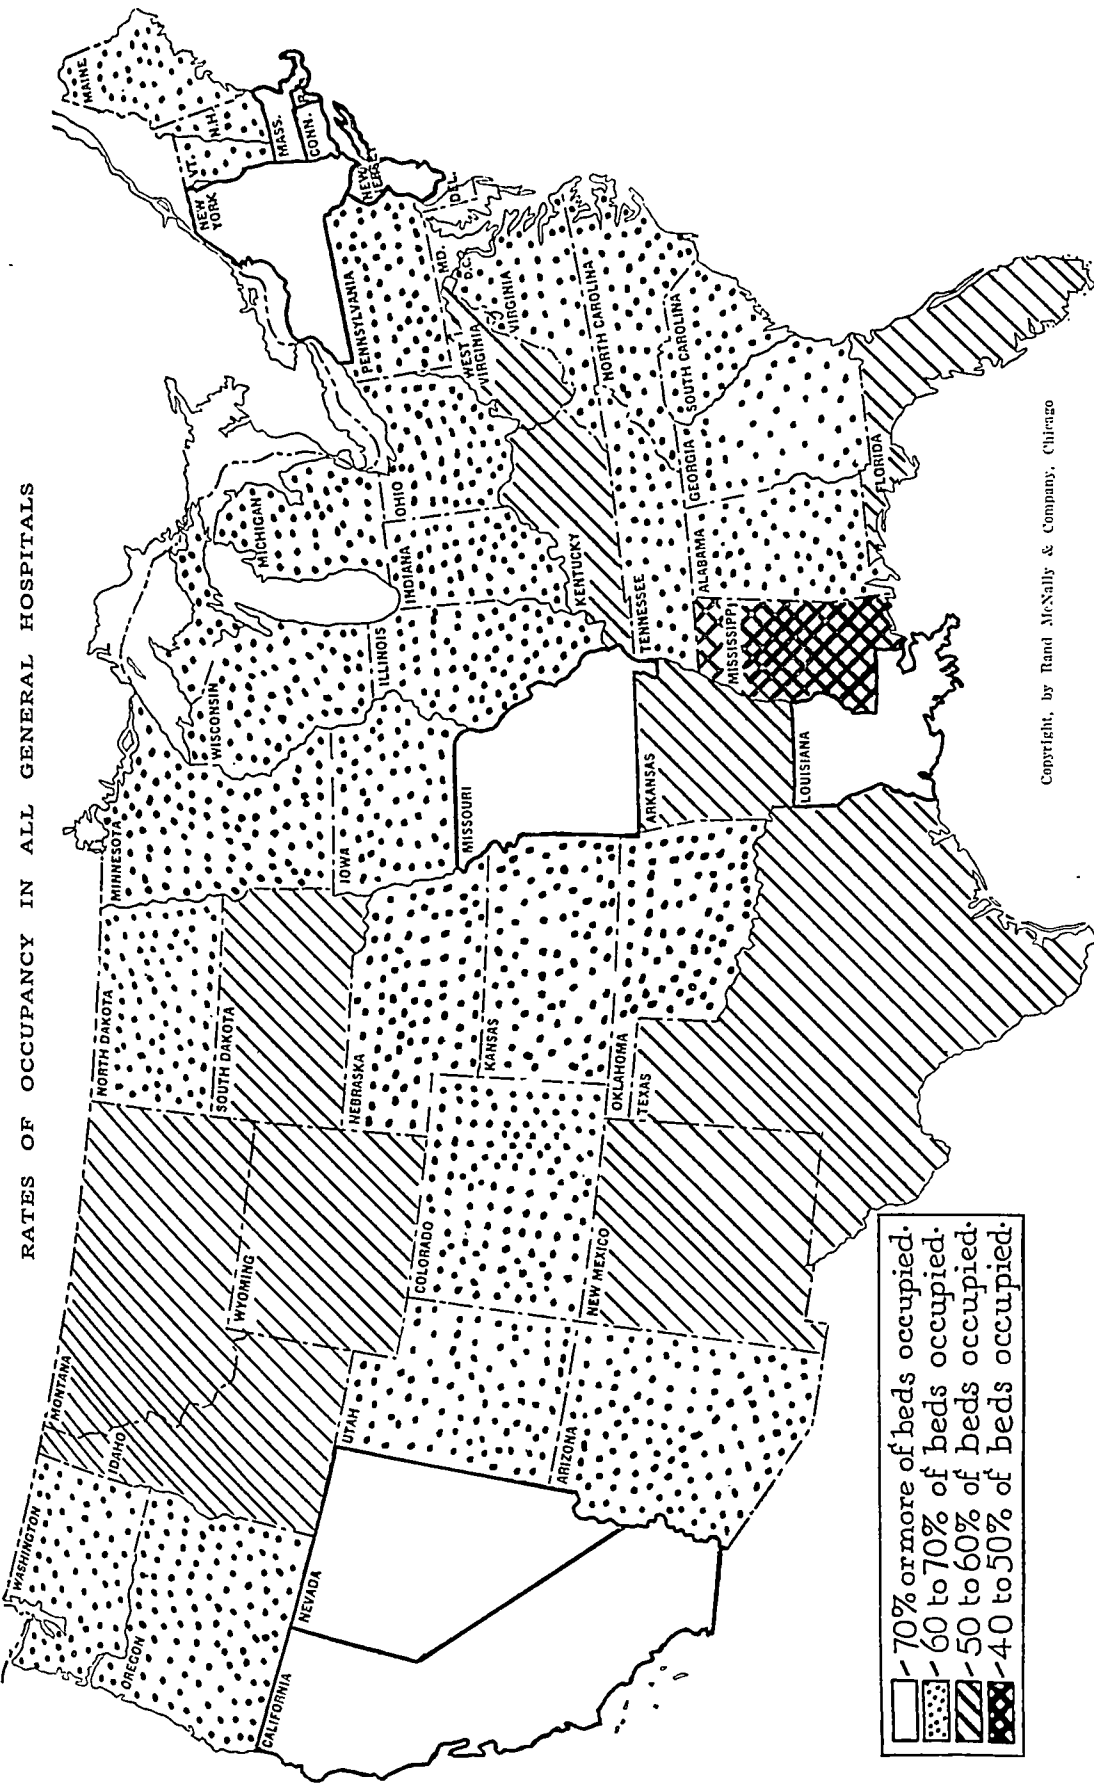 RATES OF OCCUPANCY IN ALL GENERAL HOSPITALS
WASHINGTON
MONTANA
NORTH DAKOTA
MINNESOTA
WISCONSIN
MICHIGAN
NEW
YORK
VT.
N.H.
MAINE
MASS.
CONN.
R.I.
OREGON
IDAHO
WYOMING
SOUTH DAKOTA
IOWA
ILLINOIS
INDIANA
OHIO
PENNSYLVANIA
NEW
JERSEY
MD.
DEL.
D.C.
CALIFORNIA
NEVADA
UTAH
COLORADO
NEBRASKA
KANSAS
MISSOURI
KENTUCKY
WEST
VIRGINIA
VIRGINIA
ARIZONA
NEW MEXICO
OKLAHOMA
TEXAS
ARKANSAS
TENNESSEE
NORTH CAROLINA
SOUTH CAROLINA
LOUISIANA
MISSISSIPPI
ALABAMA
GEORGIA
FLORIDA
70% or more of beds occupied.
60 to 70% of beds occupied.
50 to 60% of beds occupied.
40 to 50% of beds occupied.
Copyright, by Rand McNally & Company, Chicago